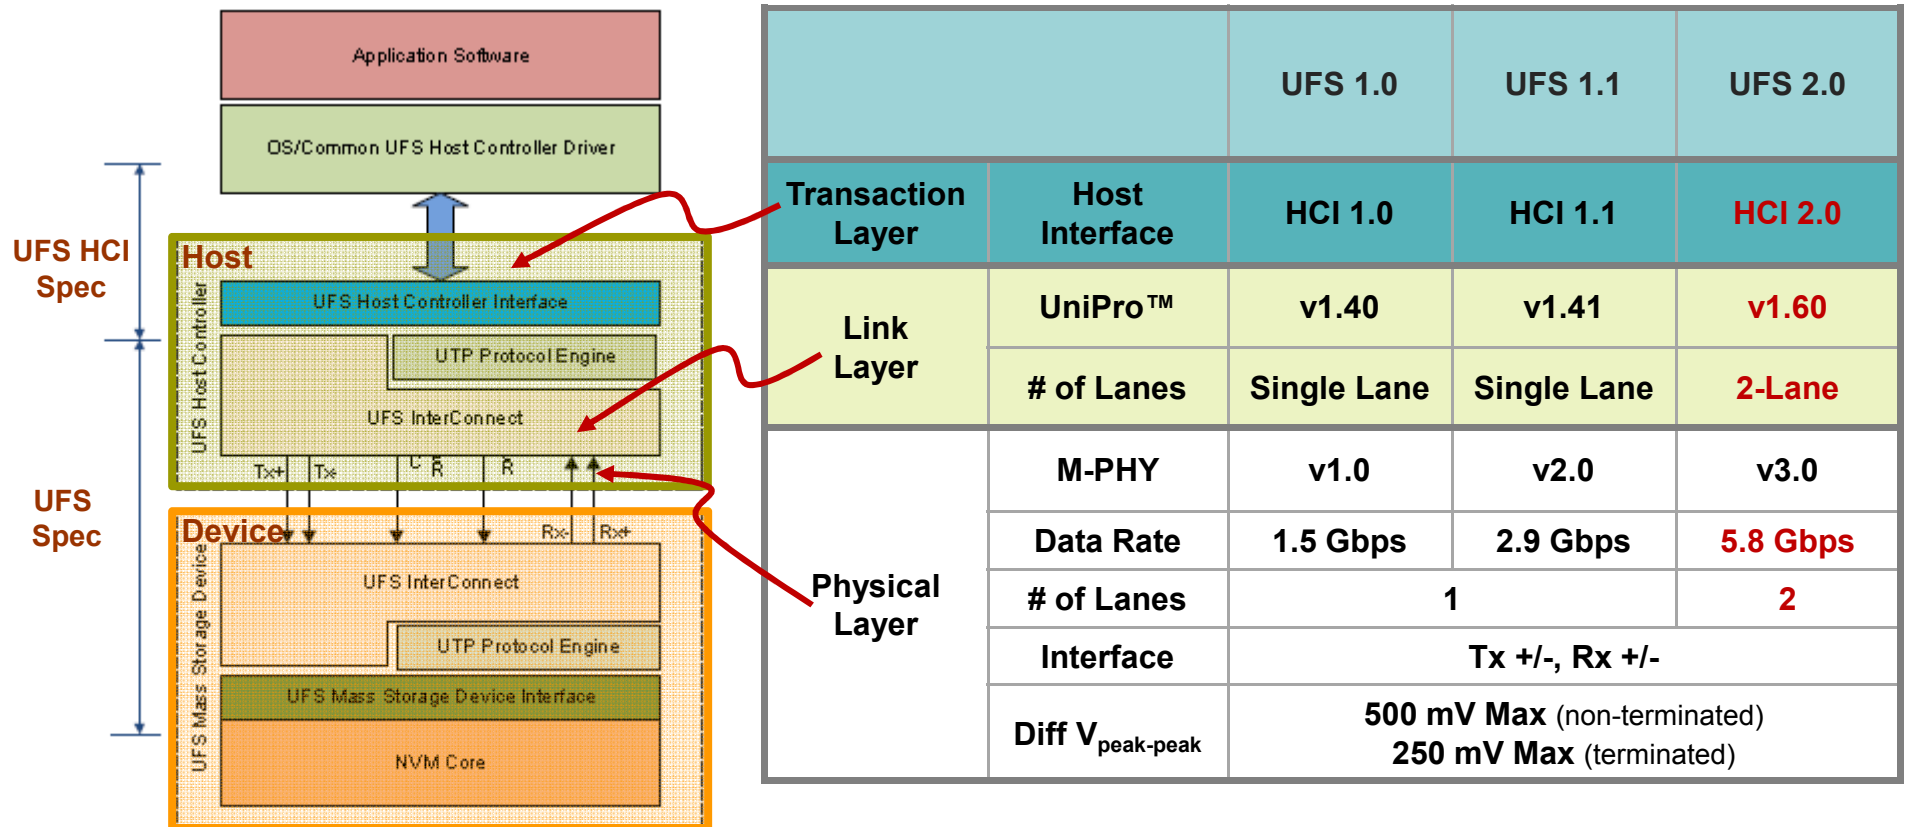 Application Software
OS/Common UFS Host Controller Driver
UFS HCI
Spec
Host
UFS Host Controller
UFS Host Controller Interface
UTP Protocol Engine
UFS InterConnect
Tx+
Tx-
R
R
UFS
Spec
Device
Rx-
Rx+
UFS Mass Storage Device
UFS InterConnect
UTP Protocol Engine
UFS Mass Storage Device Interface
NVM Core
UFS 1.0 UFS 1.1 UFS 2.0
Transaction
Layer
Host
Interface
HCI 1.0 HCI 1.1 HCI 2.0
Link
Layer
UniPro™ v1.40 v1.41 v1.60
# of Lanes Single Lane Single Lane 2-Lane
Physical
Layer
M-PHY v1.0 v2.0 v3.0
Data Rate 1.5 Gbps 2.9 Gbps 5.8 Gbps
# of Lanes 1 2
Interface Tx +/-, Rx +/-
Diff Vpeak-peak
500 mV Max (non-terminated)
250 mV Max (terminated)